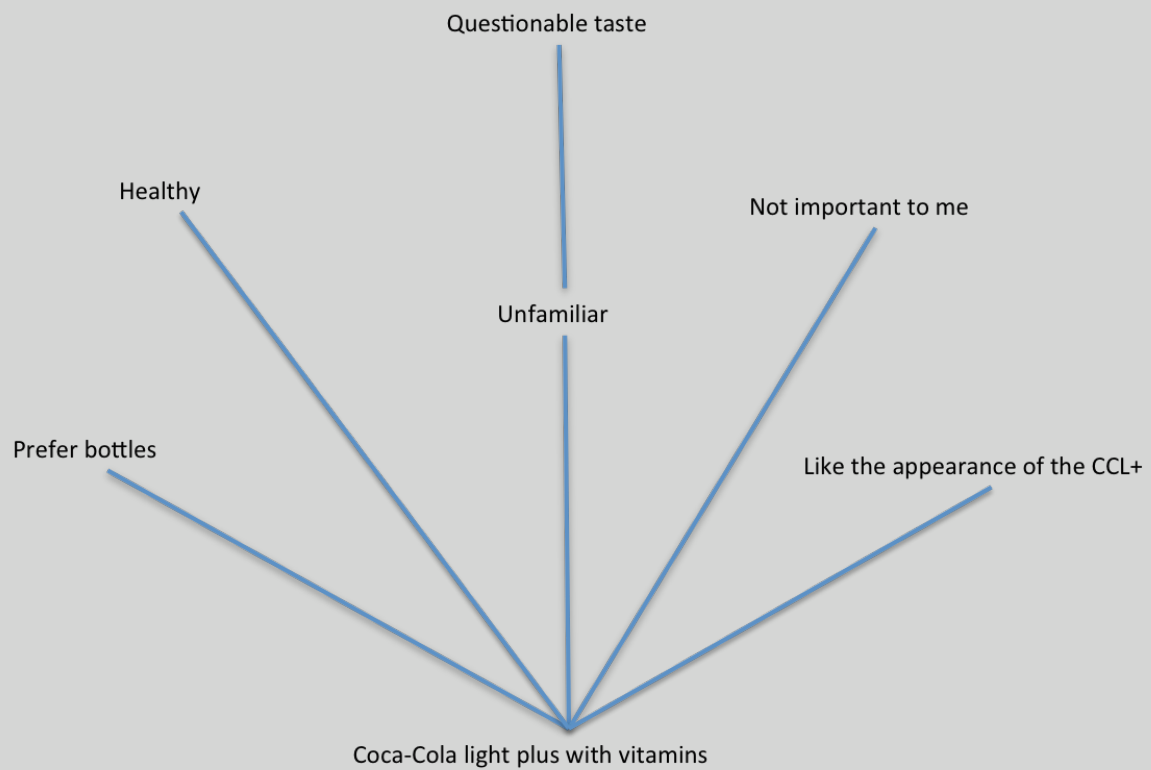 Questionable taste
Healthy
Not important to me
Unfamiliar
Prefer bottles
Like the appearance of the CCL+
Coca-Cola light plus with vitamins